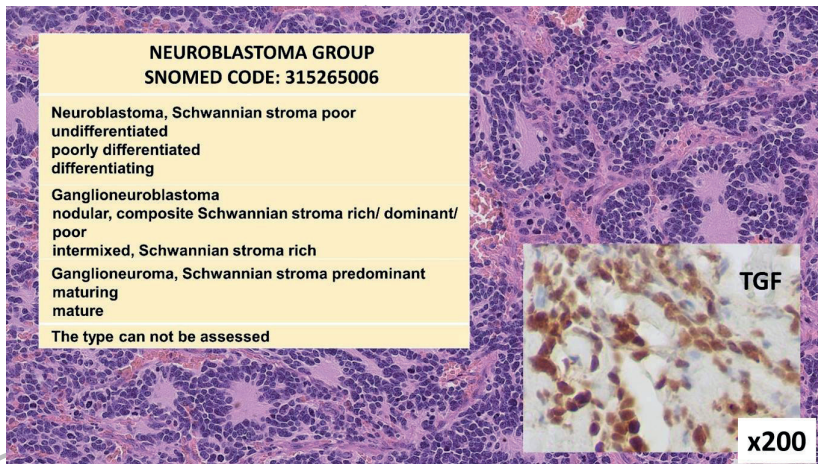 NEUROBLASTOMA GROUP
SNOMED CODE: 315265006
Neuroblastoma, Schwannian stroma poor
undifferentiated
poorly differentiated
differentiating
Ganglioneuroblastoma
nodular, composite Schwannian stroma rich/ dominant/
poor
intermixed, Schwannian stroma rich
Ganglioneuroma, Schwannian stroma predominant
maturing
mature
The type can not be assessed
TGF
x200